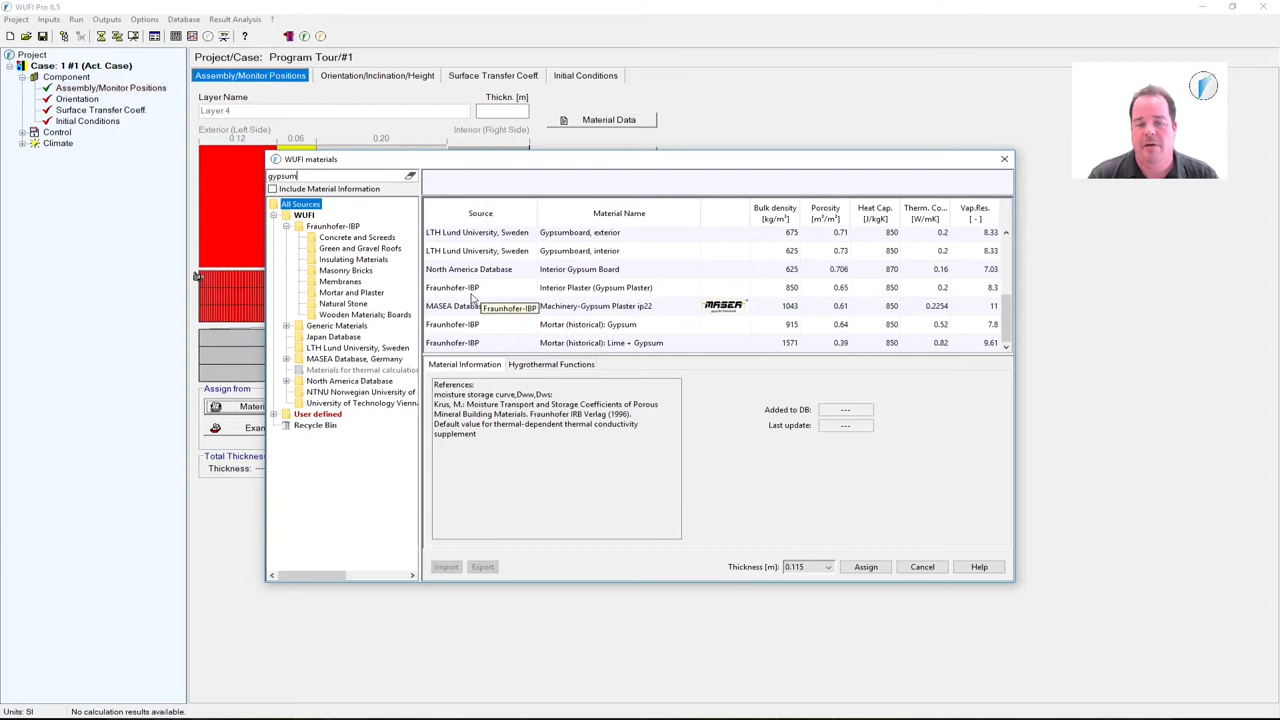 WUFI Pro 6.5
Project Inputs Run Outputs Options Database Result Analysis ?
Project
Case: 1 #1 (Act. Case)
Component
Assembly/Monitor Positions
Orientation
Surface Transfer Coeff.
Initial Conditions
Control
Climate
Project/Case: Program Tour/#1
Assembly/Monitor Positions Orientation/Inclination/Height Surface Transfer Coeff. Initial Conditions
Layer Name Thickn. [m]
Layer 4
Material Data
Exterior (Left Side) Interior (Right Side)
0.12 0.06 0.20
Assign from
Materi
Exam
Total Thickness
Thickness: ---
WUFI materials
gypsum
Include Material Information
All Sources
WUFI
Fraunhofer-IBP
Concrete and Screeds
Green and Gravel Roofs
Insulating Materials
Masonry Bricks
Membranes
Mortar and Plaster
Natural Stone
Wooden Materials; Boards
Generic Materials
Japan Database
LTH Lund University, Sweden
MASEA Database, Germany
Materials for thermal calculation
North America Database
NTNU Norwegian University of
University of Technology Vienn
User defined
Recycle Bin
Source Material Name Bulk density [kg/m³] Porosity [m³/m³] Heat Cap. [J/kgK] Therm. Co... [W/mK] Vap.Res. [ - ]
LTH Lund University, Sweden Gypsumboard, exterior 675 0.71 850 0.2 8.33
LTH Lund University, Sweden Gypsumboard, interior 625 0.73 850 0.2 8.33
North America Database Interior Gypsum Board 625 0.706 870 0.16 7.03
Fraunhofer-IBP Interior Plaster (Gypsum Plaster) 850 0.65 850 0.2 8.3
MASEA Datab Machinery-Gypsum Plaster ip22 MASEA 1043 0.61 850 0.2254 11
Fraunhofer-IBP
Fraunhofer-IBP Mortar (historical): Gypsum 915 0.64 850 0.52 7.8
Fraunhofer-IBP Mortar (historical): Lime + Gypsum 1571 0.39 850 0.82 9.61
Material Information Hygrothermal Functions
References:
moisture storage curve,Dww,Dws:
Krus, M.: Moisture Transport and Storage Coefficients of Porous
Mineral Building Materials. Fraunhofer IRB Verlag (1996).
Default value for thermal-dependent thermal conductivity
supplement
Added to DB: ---
Last update: ---
Import Export Thickness [m]: 0.115 Assign Cancel Help
Units: SI No calculation results available.